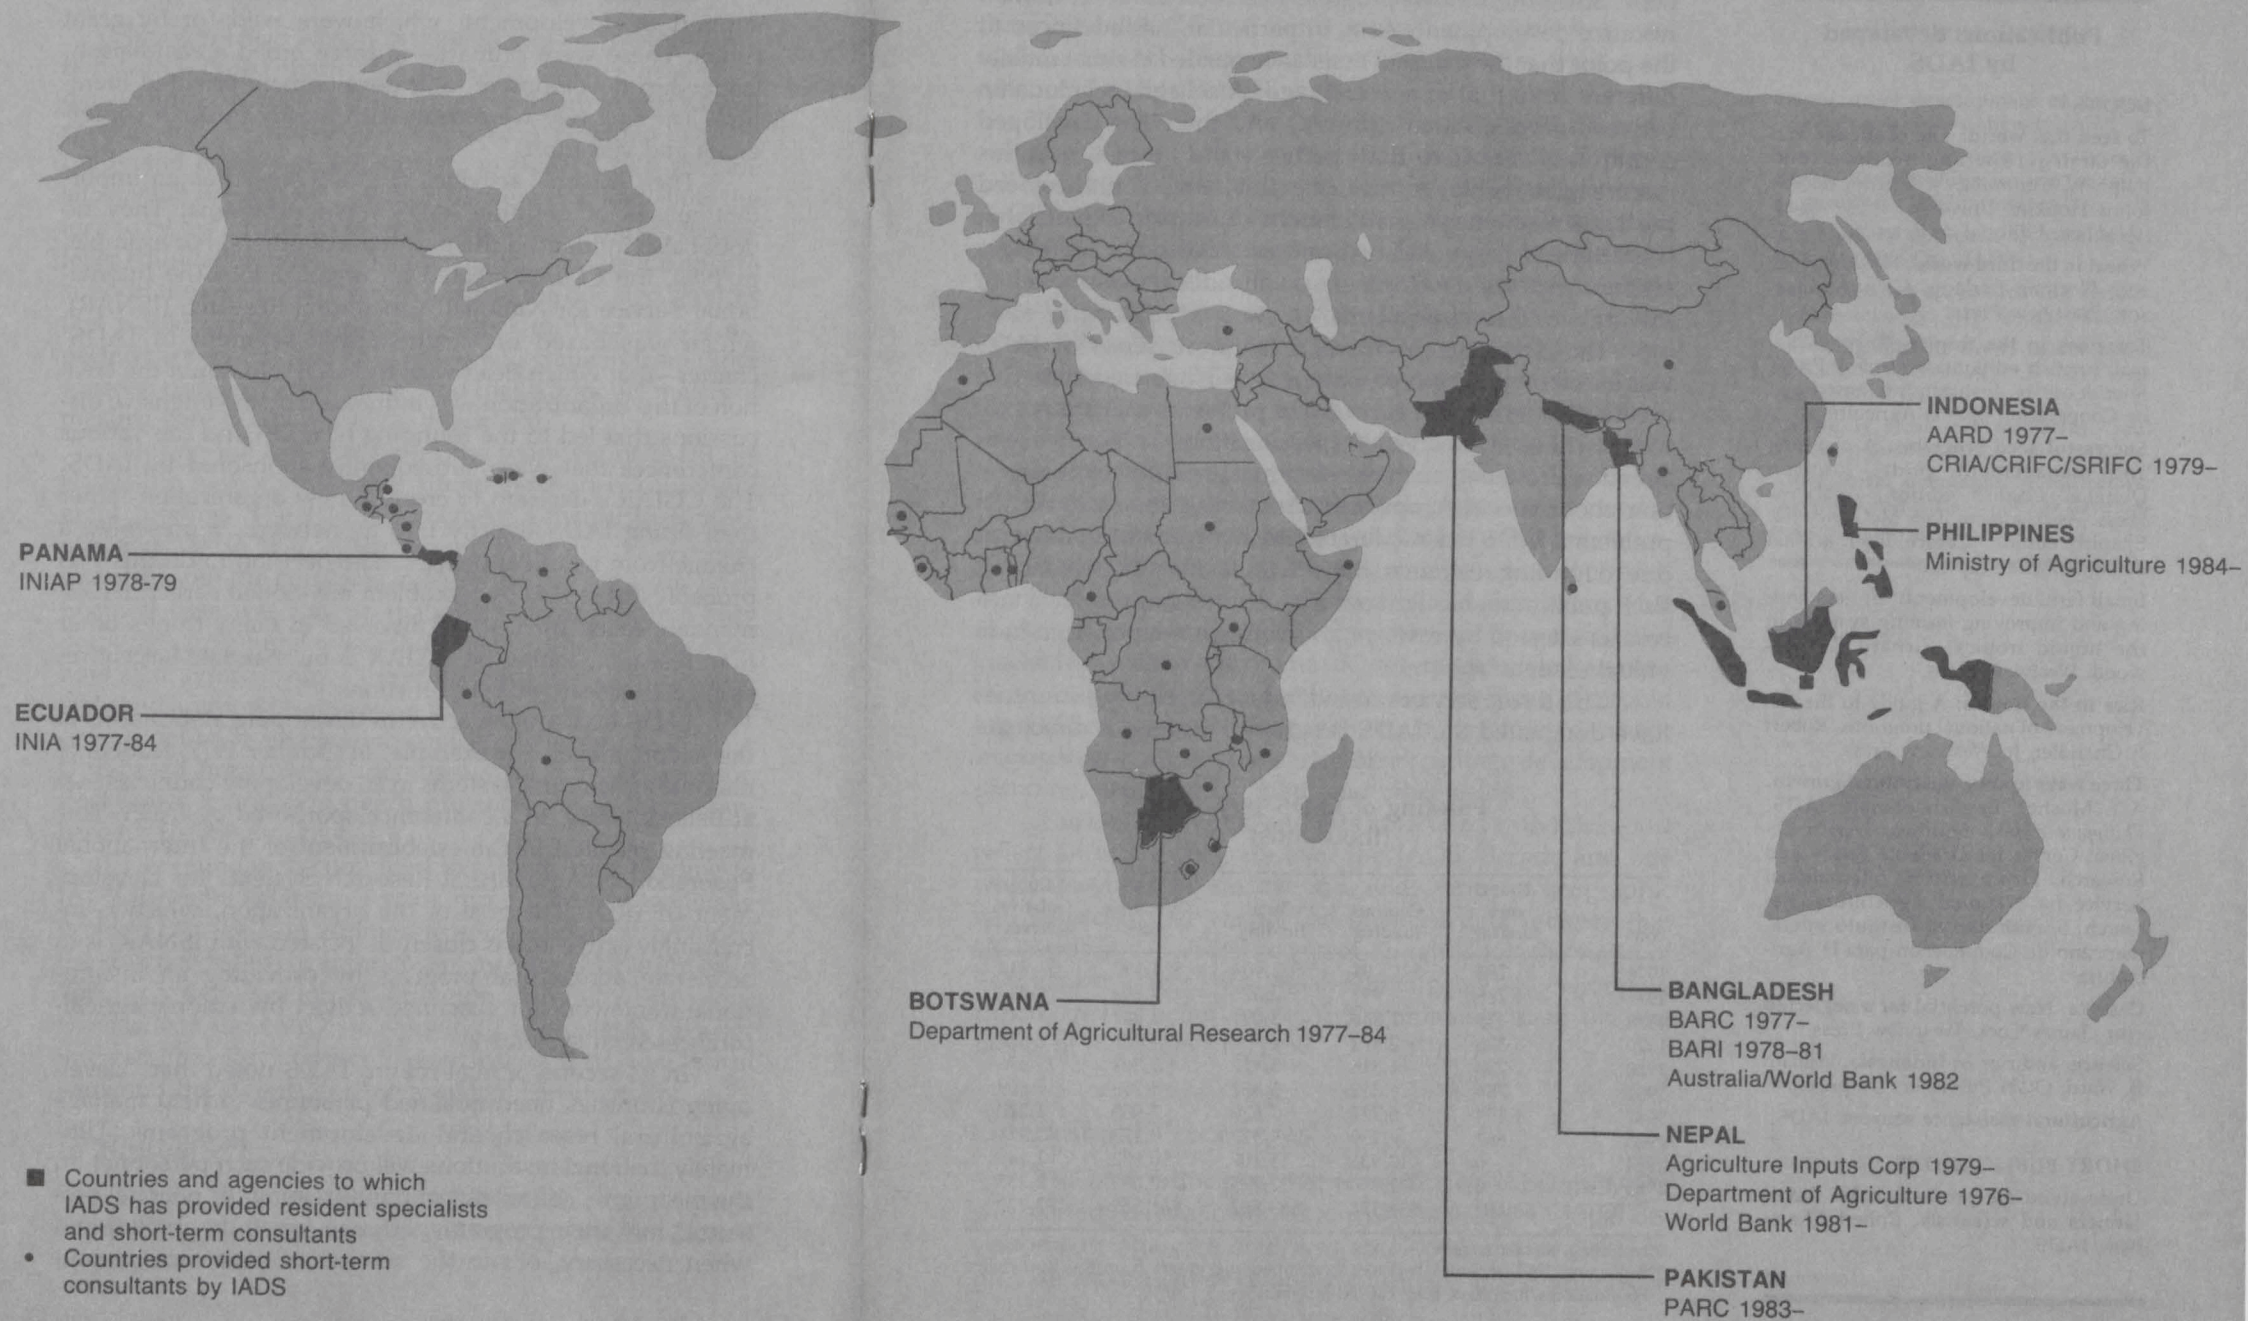 PANAMA
INIAP 1978-79
ECUADOR
INIA 1977-84
BOTSWANA
Department of Agricultural Research 1977-84
INDONESIA
AARD 1977–
CRIA/CRIFC/SRIFC 1979–
PHILIPPINES
Ministry of Agriculture 1984–
BANGLADESH
BARC 1977–
BARI 1978-81
Australia/World Bank 1982
NEPAL
Agriculture Inputs Corp 1979–
Department of Agriculture 1976–
World Bank 1981–
PAKISTAN
PARC 1983–
■ Countries and agencies to which
IADS has provided resident specialists
and short-term consultants
• Countries provided short-term
consultants by IADS